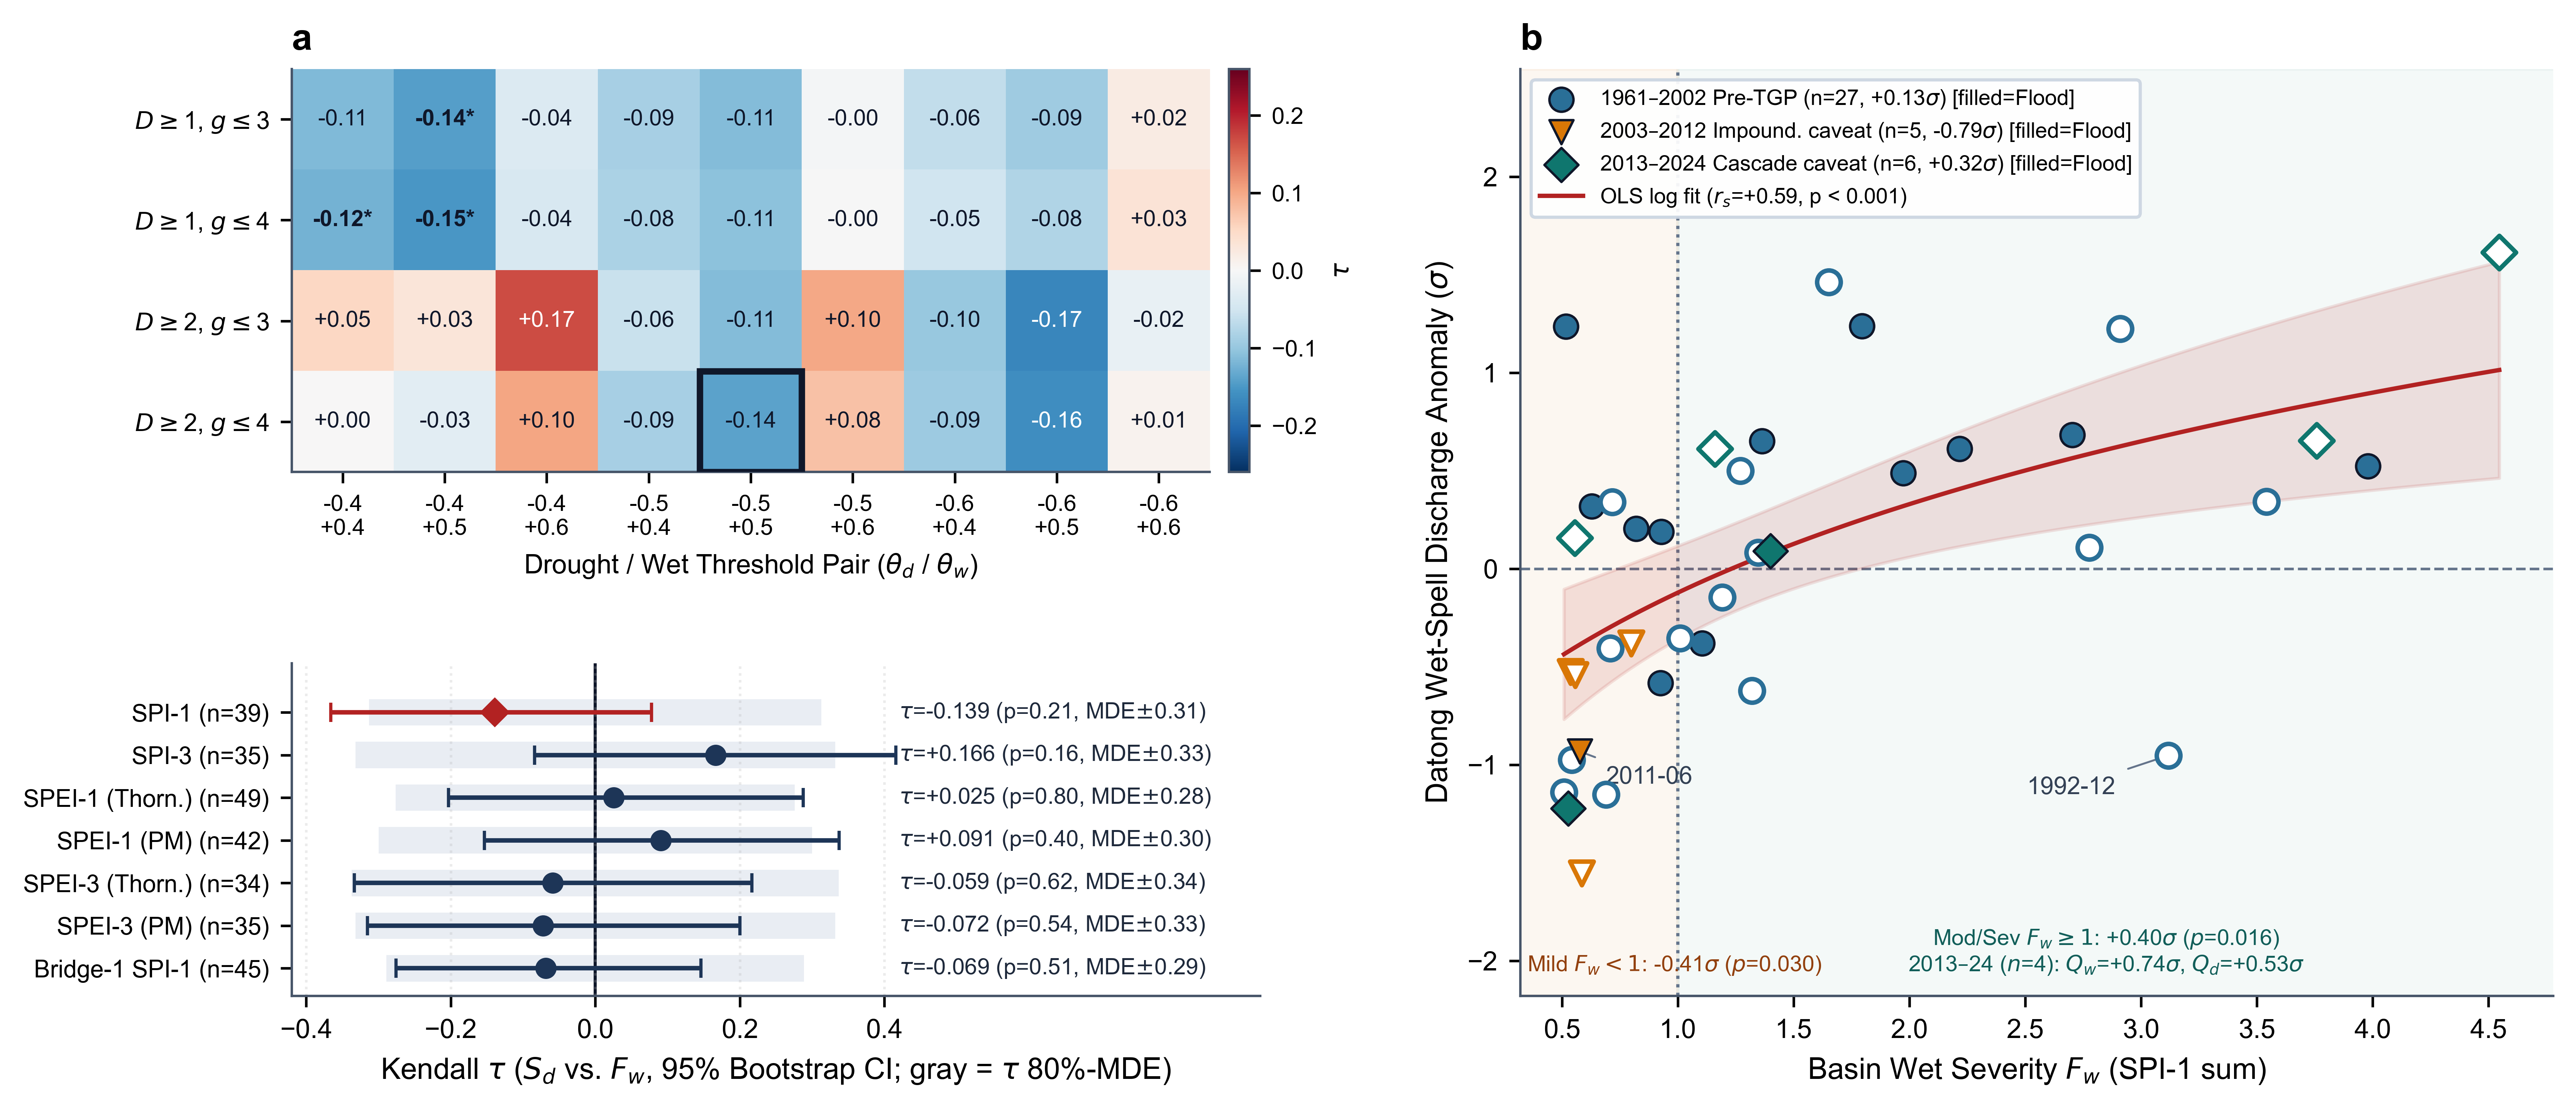 a
D ≥ 1, g ≤ 3
-0.11 -0.14* -0.04 -0.09 -0.11 -0.00 -0.06 -0.09 +0.02
D ≥ 1, g ≤ 4
-0.12* -0.15* -0.04 -0.08 -0.11 -0.00 -0.05 -0.08 +0.03
D ≥ 2, g ≤ 3
+0.05 +0.03 +0.17 -0.06 -0.11 +0.10 -0.10 -0.17 -0.02
D ≥ 2, g ≤ 4
+0.00 -0.03 +0.10 -0.09 -0.14 +0.08 -0.09 -0.16 +0.01
-0.4 -0.4 -0.4 -0.5 -0.5 -0.5 -0.6 -0.6 -0.6
+0.4 +0.5 +0.6 +0.4 +0.5 +0.6 +0.4 +0.5 +0.6
Drought / Wet Threshold Pair (θd / θw)
0.2
0.1
0.0
−0.1
−0.2
τ
SPI-1 (n=39)
τ=-0.139 (p=0.21, MDE±0.31)
SPI-3 (n=35)
τ=+0.166 (p=0.16, MDE±0.33)
SPEI-1 (Thorn.) (n=49)
τ=+0.025 (p=0.80, MDE±0.28)
SPEI-1 (PM) (n=42)
τ=+0.091 (p=0.40, MDE±0.30)
SPEI-3 (Thorn.) (n=34)
τ=-0.059 (p=0.62, MDE±0.34)
SPEI-3 (PM) (n=35)
τ=-0.072 (p=0.54, MDE±0.33)
Bridge-1 SPI-1 (n=45)
τ=-0.069 (p=0.51, MDE±0.29)
−0.4 −0.2 0.0 0.2 0.4
Kendall τ (Sd vs. Fw, 95% Bootstrap CI; gray = τ 80%-MDE)
b
1961–2002 Pre-TGP (n=27, +0.13σ) [filled=Flood]
2003–2012 Impound. caveat (n=5, -0.79σ) [filled=Flood]
2013–2024 Cascade caveat (n=6, +0.32σ) [filled=Flood]
OLS log fit (rs=+0.59, p < 0.001)
2
1
0
−1
−2
Datong Wet-Spell Discharge Anomaly (σ)
2011-06
1992-12
Mod/Sev Fw ≥ 1: +0.40σ (p=0.016)
Mild Fw < 1: -0.41σ (p=0.030)
2013–24 (n=4): Qw=+0.74σ, Qd=+0.53σ
0.5 1.0 1.5 2.0 2.5 3.0 3.5 4.0 4.5
Basin Wet Severity Fw (SPI-1 sum)